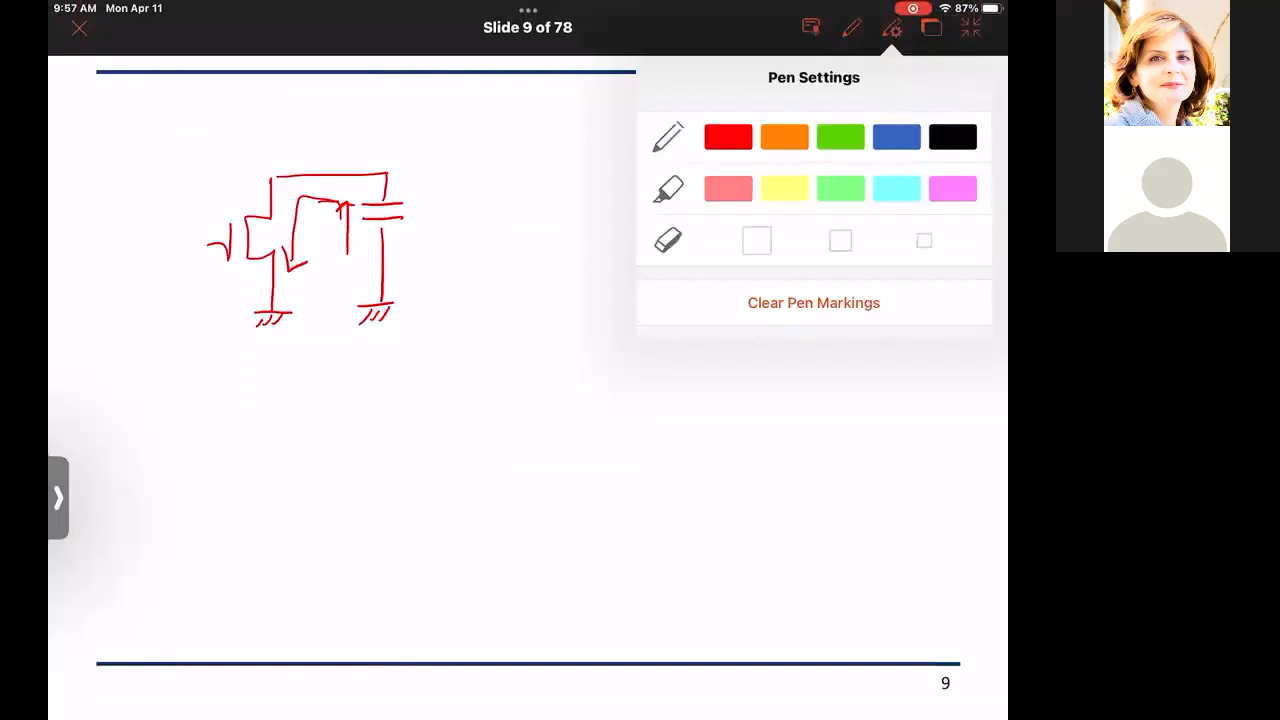 9:57 AM Mon Apr 11
87%
Slide 9 of 78
Pen Settings
Clear Pen Markings
9